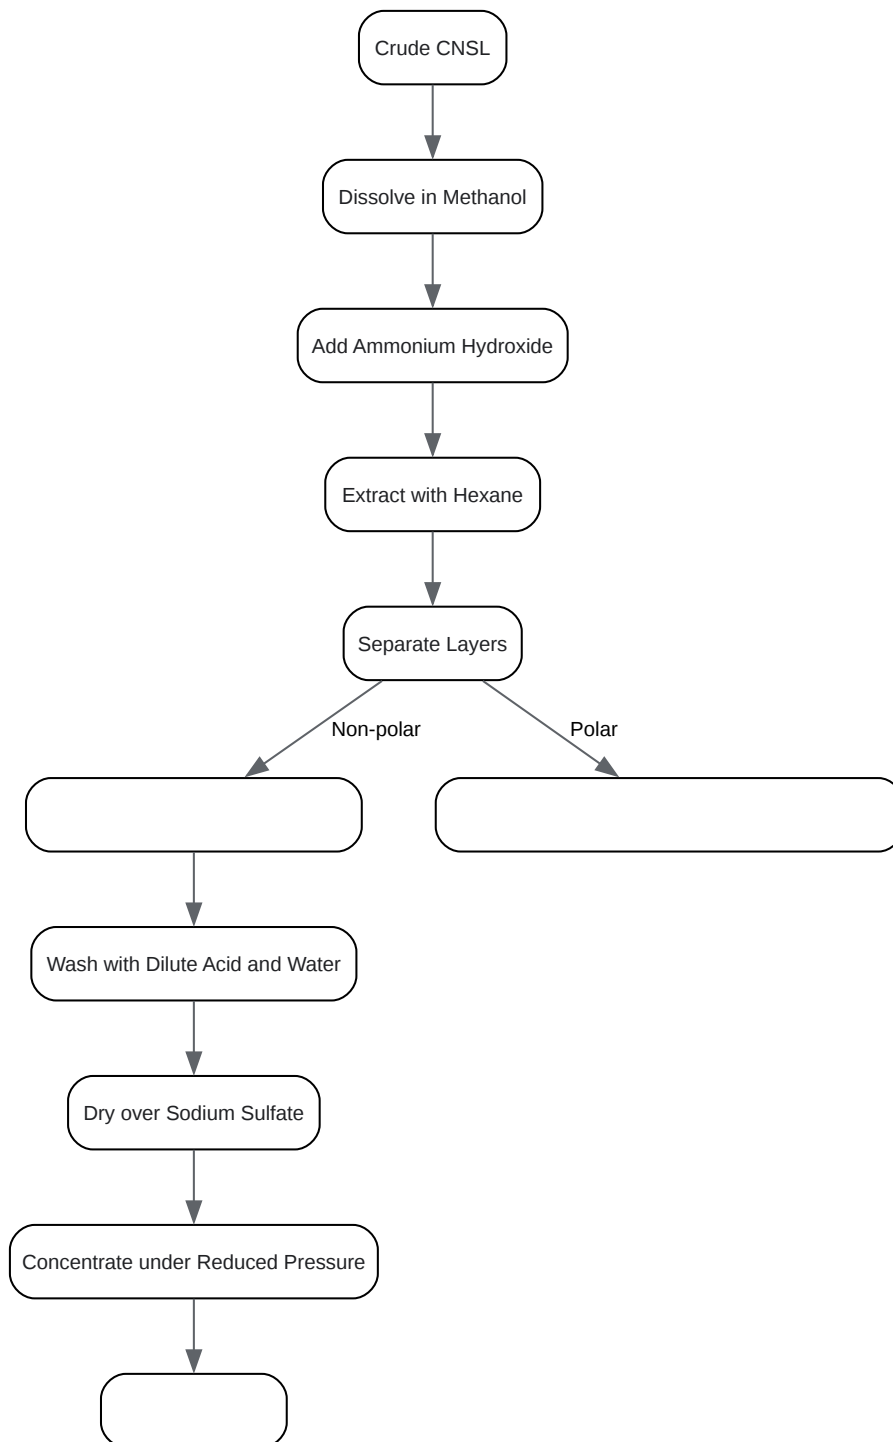 Crude CNSL
Dissolve in Methanol
Add Ammonium Hydroxide
Extract with Hexane
Separate Layers
Non-polar
Polar
Wash with Dilute Acid and Water
Dry over Sodium Sulfate
Concentrate under Reduced Pressure